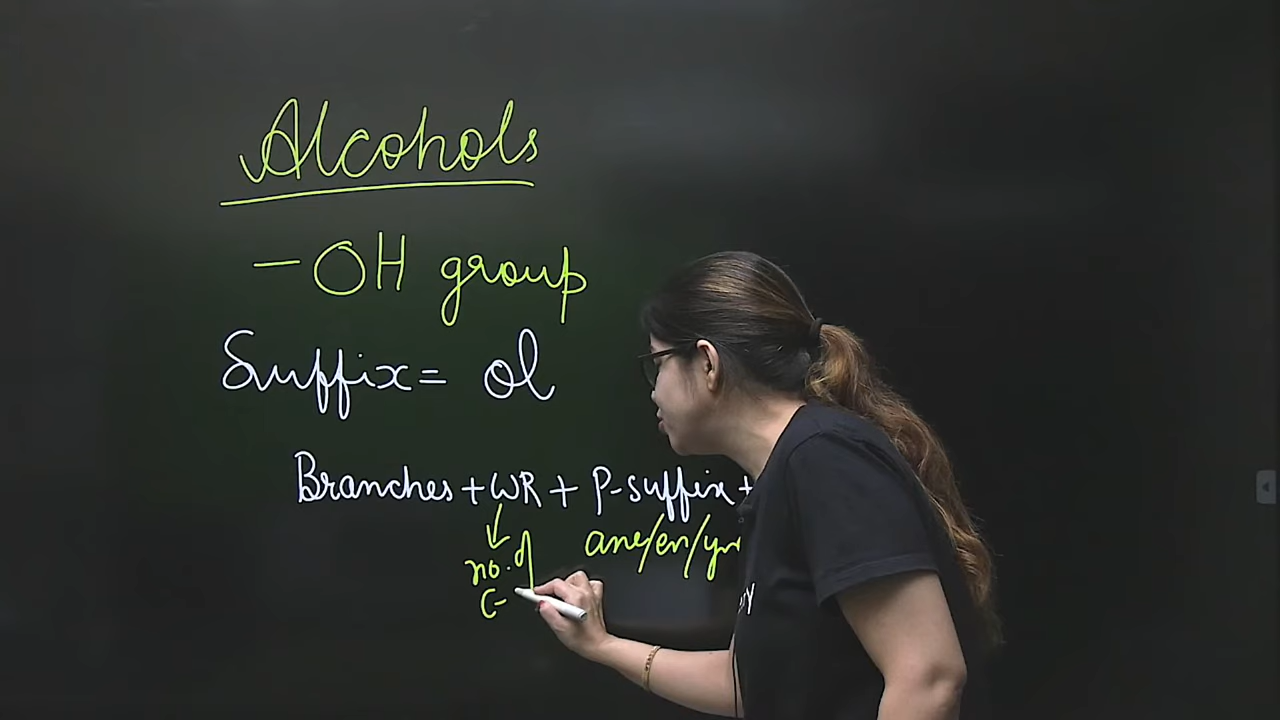 Alcohols
- OH group
Suffix = ol
Branches + WR + P-suffix +
no. of
C-
ane/en/yn